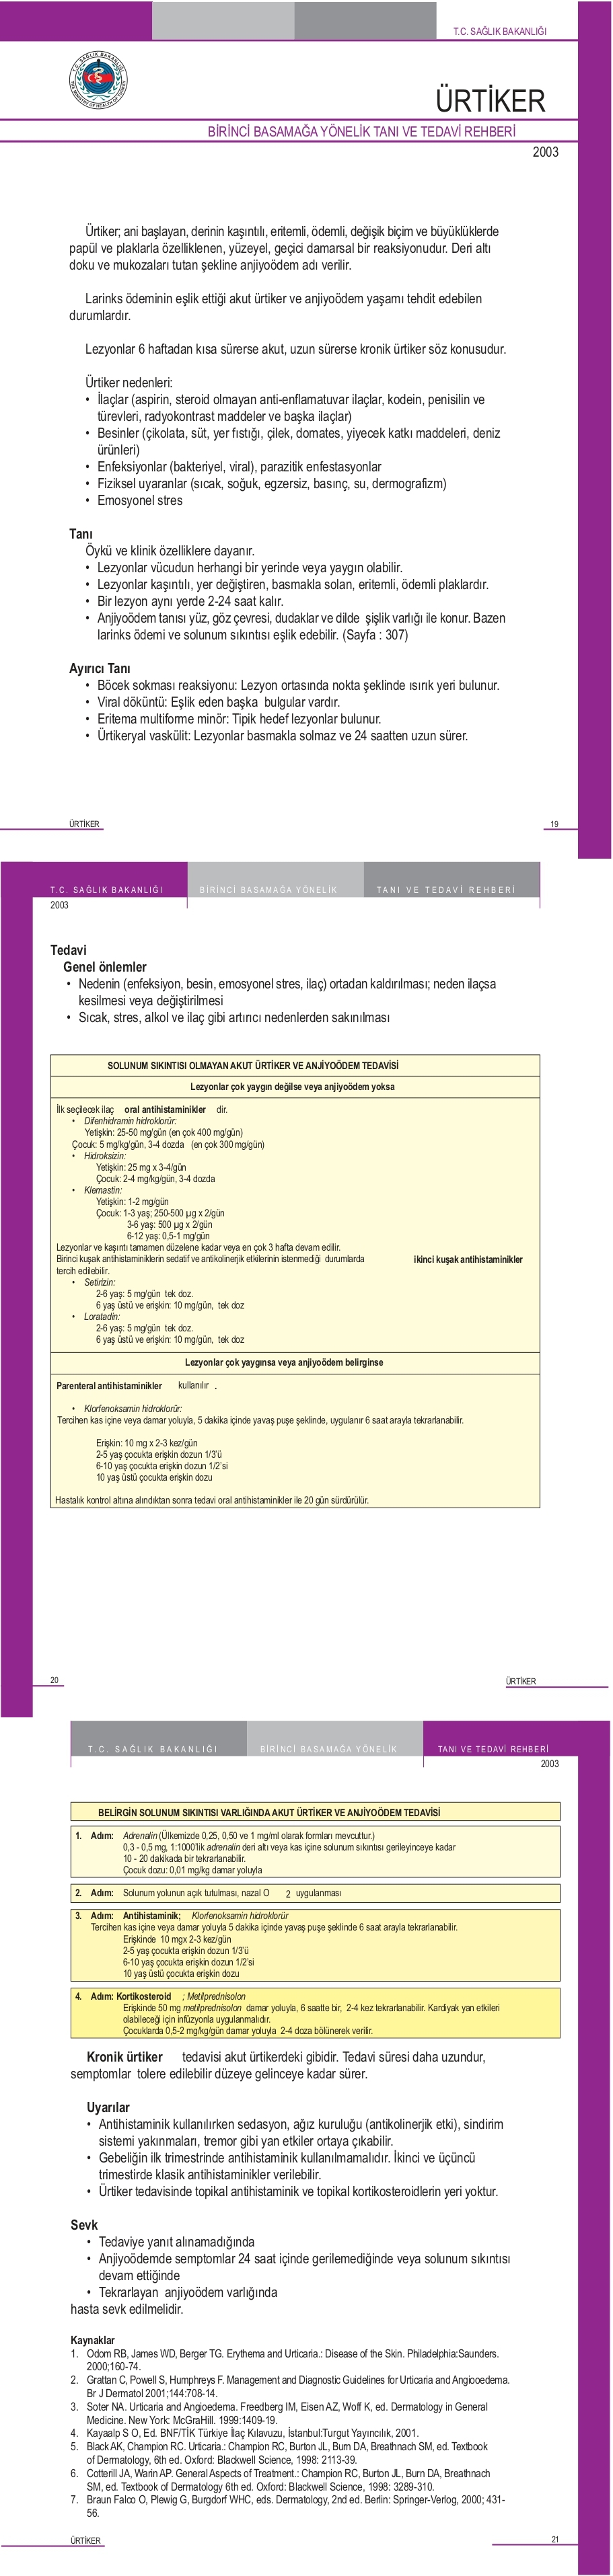 T.C. SAĞLIK BAKANLIĞI
ÜRTİKER
BİRİNCİ BASAMAĞA YÖNELİK TANI VE TEDAVİ REHBERİ
2003
Ürtiker; ani başlayan, derinin kaşıntılı, eritemli, ödemli, değişik biçim ve büyüklüklerde
papül ve plaklarla özelliklenen, yüzeyel, geçici damarsal bir reaksiyonudur. Deri altı
doku ve mukozaları tutan şekline anjiyoödem adı verilir.
Larinks ödeminin eşlik ettiği akut ürtiker ve anjiyoödem yaşamı tehdit edebilen
durumlardır.
Lezyonlar 6 haftadan kısa sürerse akut, uzun sürerse kronik ürtiker söz konusudur.
Ürtiker nedenleri:
• İlaçlar (aspirin, steroid olmayan anti-enflamatuvar ilaçlar, kodein, penisilin ve
türevleri, radyokontrast maddeler ve başka ilaçlar)
• Besinler (çikolata, süt, yer fıstığı, çilek, domates, yiyecek katkı maddeleri, deniz
ürünleri)
• Enfeksiyonlar (bakteriyel, viral), parazitik enfestasyonlar
• Fiziksel uyaranlar (sıcak, soğuk, egzersiz, basınç, su, dermografizm)
• Emosyonel stres
Tanı
Öykü ve klinik özelliklere dayanır.
• Lezyonlar vücudun herhangi bir yerinde veya yaygın olabilir.
• Lezyonlar kaşıntılı, yer değiştiren, basmakla solan, eritemli, ödemli plaklardır.
• Bir lezyon aynı yerde 2-24 saat kalır.
• Anjiyoödem tanısı yüz, göz çevresi, dudaklar ve dilde şişlik varlığı ile konur. Bazen
larinks ödemi ve solunum sıkıntısı eşlik edebilir. (Sayfa : 307)
Ayırıcı Tanı
• Böcek sokması reaksiyonu: Lezyon ortasında nokta şeklinde ısırık yeri bulunur.
• Viral döküntü: Eşlik eden başka bulgular vardır.
• Eritema multiforme minör: Tipik hedef lezyonlar bulunur.
• Ürtikeryal vaskülit: Lezyonlar basmakla solmaz ve 24 saatten uzun sürer.
ÜRTİKER
19
T.C. SAĞLIK BAKANLIĞI BİRİNCİ BASAMAĞA YÖNELİK TANI VE TEDAVİ REHBERİ
2003
Tedavi
Genel önlemler
• Nedenin (enfeksiyon, besin, emosyonel stres, ilaç) ortadan kaldırılması; neden ilaçsa
kesilmesi veya değiştirilmesi
• Sıcak, stres, alkol ve ilaç gibi artırıcı nedenlerden sakınılması
SOLUNUM SIKINTISI OLMAYAN AKUT ÜRTİKER VE ANJİYOÖDEM TEDAVİSİ
Lezyonlar çok yaygın değilse veya anjiyoödem yoksa
İlk seçilecek ilaç oral antihistaminikler dir.
• Difenhidramin hidroklorür:
Yetişkin: 25-50 mg/gün (en çok 400 mg/gün)
Çocuk: 5 mg/kg/gün, 3-4 dozda (en çok 300 mg/gün)
• Hidroksizin:
Yetişkin: 25 mg x 3-4/gün
Çocuk: 2-4 mg/kg/gün, 3-4 dozda
• Klemastin:
Yetişkin: 1-2 mg/gün
Çocuk: 1-3 yaş; 250-500 µg x 2/gün
3-6 yaş: 500 µg x 2/gün
6-12 yaş: 0,5-1 mg/gün
Lezyonlar ve kaşıntı tamamen düzelene kadar veya en çok 3 hafta devam edilir.
Birinci kuşak antihistaminiklerin sedatif ve antikolinerjik etkilerinin istenmediği durumlarda ikinci kuşak antihistaminikler
tercih edilebilir.
• Setirizin:
2-6 yaş: 5 mg/gün tek doz.
6 yaş üstü ve erişkin: 10 mg/gün, tek doz
• Loratadin:
2-6 yaş: 5 mg/gün tek doz.
6 yaş üstü ve erişkin: 10 mg/gün, tek doz
Lezyonlar çok yaygınsa veya anjiyoödem belirginse
Parenteral antihistaminikler kullanılır .
• Klorfenoksamin hidroklorür:
Tercihen kas içine veya damar yoluyla, 5 dakika içinde yavaş puşe şeklinde, uygulanır 6 saat arayla tekrarlanabilir.
Erişkin: 10 mg x 2-3 kez/gün
2-5 yaş çocukta erişkin dozun 1/3'ü
6-10 yaş çocukta erişkin dozun 1/2'si
10 yaş üstü çocukta erişkin dozu
Hastalık kontrol altına alındıktan sonra tedavi oral antihistaminikler ile 20 gün sürdürülür.
20
ÜRTİKER
T.C. SAĞLIK BAKANLIĞI BİRİNCİ BASAMAĞA YÖNELİK TANI VE TEDAVİ REHBERİ
2003
BELİRGİN SOLUNUM SIKINTISI VARLIĞINDA AKUT ÜRTİKER VE ANJİYOÖDEM TEDAVİSİ
1. Adım: Adrenalin (Ülkemizde 0,25, 0,50 ve 1 mg/ml olarak formları mevcuttur.)
0,3 - 0,5 mg, 1:1000'lik adrenalin deri altı veya kas içine solunum sıkıntısı gerileyinceye kadar
10 - 20 dakikada bir tekrarlanabilir.
Çocuk dozu: 0,01 mg/kg damar yoluyla
2. Adım: Solunum yolunun açık tutulması, nazal O 2 uygulanması
3. Adım: Antihistaminik; Klorfenoksamin hidroklorür
Tercihen kas içine veya damar yoluyla 5 dakika içinde yavaş puşe şeklinde 6 saat arayla tekrarlanabilir.
Erişkinde 10 mgx 2-3 kez/gün
2-5 yaş çocukta erişkin dozun 1/3'ü
6-10 yaş çocukta erişkin dozun 1/2'si
10 yaş üstü çocukta erişkin dozu
4. Adım: Kortikosteroid ; Metilprednisolon
Erişkinde 50 mg metilprednisolon damar yoluyla, 6 saatte bir, 2-4 kez tekrarlanabilir. Kardiyak yan etkileri
olabileceği için infüzyonla uygulanmalıdır.
Çocuklarda 0,5-2 mg/kg/gün damar yoluyla 2-4 doza bölünerek verilir.
Kronik ürtiker tedavisi akut ürtikerdeki gibidir. Tedavi süresi daha uzundur,
semptomlar tolere edilebilir düzeye gelinceye kadar sürer.
Uyarılar
• Antihistaminik kullanılırken sedasyon, ağız kuruluğu (antikolinerjik etki), sindirim
sistemi yakınmaları, tremor gibi yan etkiler ortaya çıkabilir.
• Gebeliğin ilk trimestrinde antihistaminik kullanılmamalıdır. İkinci ve üçüncü
trimestirde klasik antihistaminikler verilebilir.
• Ürtiker tedavisinde topikal antihistaminik ve topikal kortikosteroidlerin yeri yoktur.
Sevk
• Tedaviye yanıt alınamadığında
• Anjiyoödemde semptomlar 24 saat içinde gerilemediğinde veya solunum sıkıntısı
devam ettiğinde
• Tekrarlayan anjiyoödem varlığında
hasta sevk edilmelidir.
Kaynaklar
1. Odom RB, James WD, Berger TG. Erythema and Urticaria.: Disease of the Skin. Philadelphia:Saunders.
2000;160-74.
2. Grattan C, Powell S, Humphreys F. Management and Diagnostic Guidelines for Urticaria and Angiooedema.
Br J Dermatol 2001;144:708-14.
3. Soter NA. Urticaria and Angioedema. Freedberg IM, Eisen AZ, Woff K, ed. Dermatology in General
Medicine. New York: McGraHill. 1999:1409-19.
4. Kayaalp S O, Ed. BNF/TİK Türkiye İlaç Kılavuzu, İstanbul:Turgut Yayıncılık, 2001.
5. Black AK, Champion RC. Urticaria.: Champion RC, Burton JL, Burn DA, Breathnach SM, ed. Textbook
of Dermatology, 6th ed. Oxford: Blackwell Science, 1998: 2113-39.
6. Cotterill JA, Warin AP. General Aspects of Treatment.: Champion RC, Burton JL, Burn DA, Breathnach
SM, ed. Textbook of Dermatology 6th ed. Oxford: Blackwell Science, 1998: 3289-310.
7. Braun Falco O, Plewig G, Burgdorf WHC, eds. Dermatology, 2nd ed. Berlin: Springer-Verlog, 2000; 431-
56.
ÜRTİKER
21